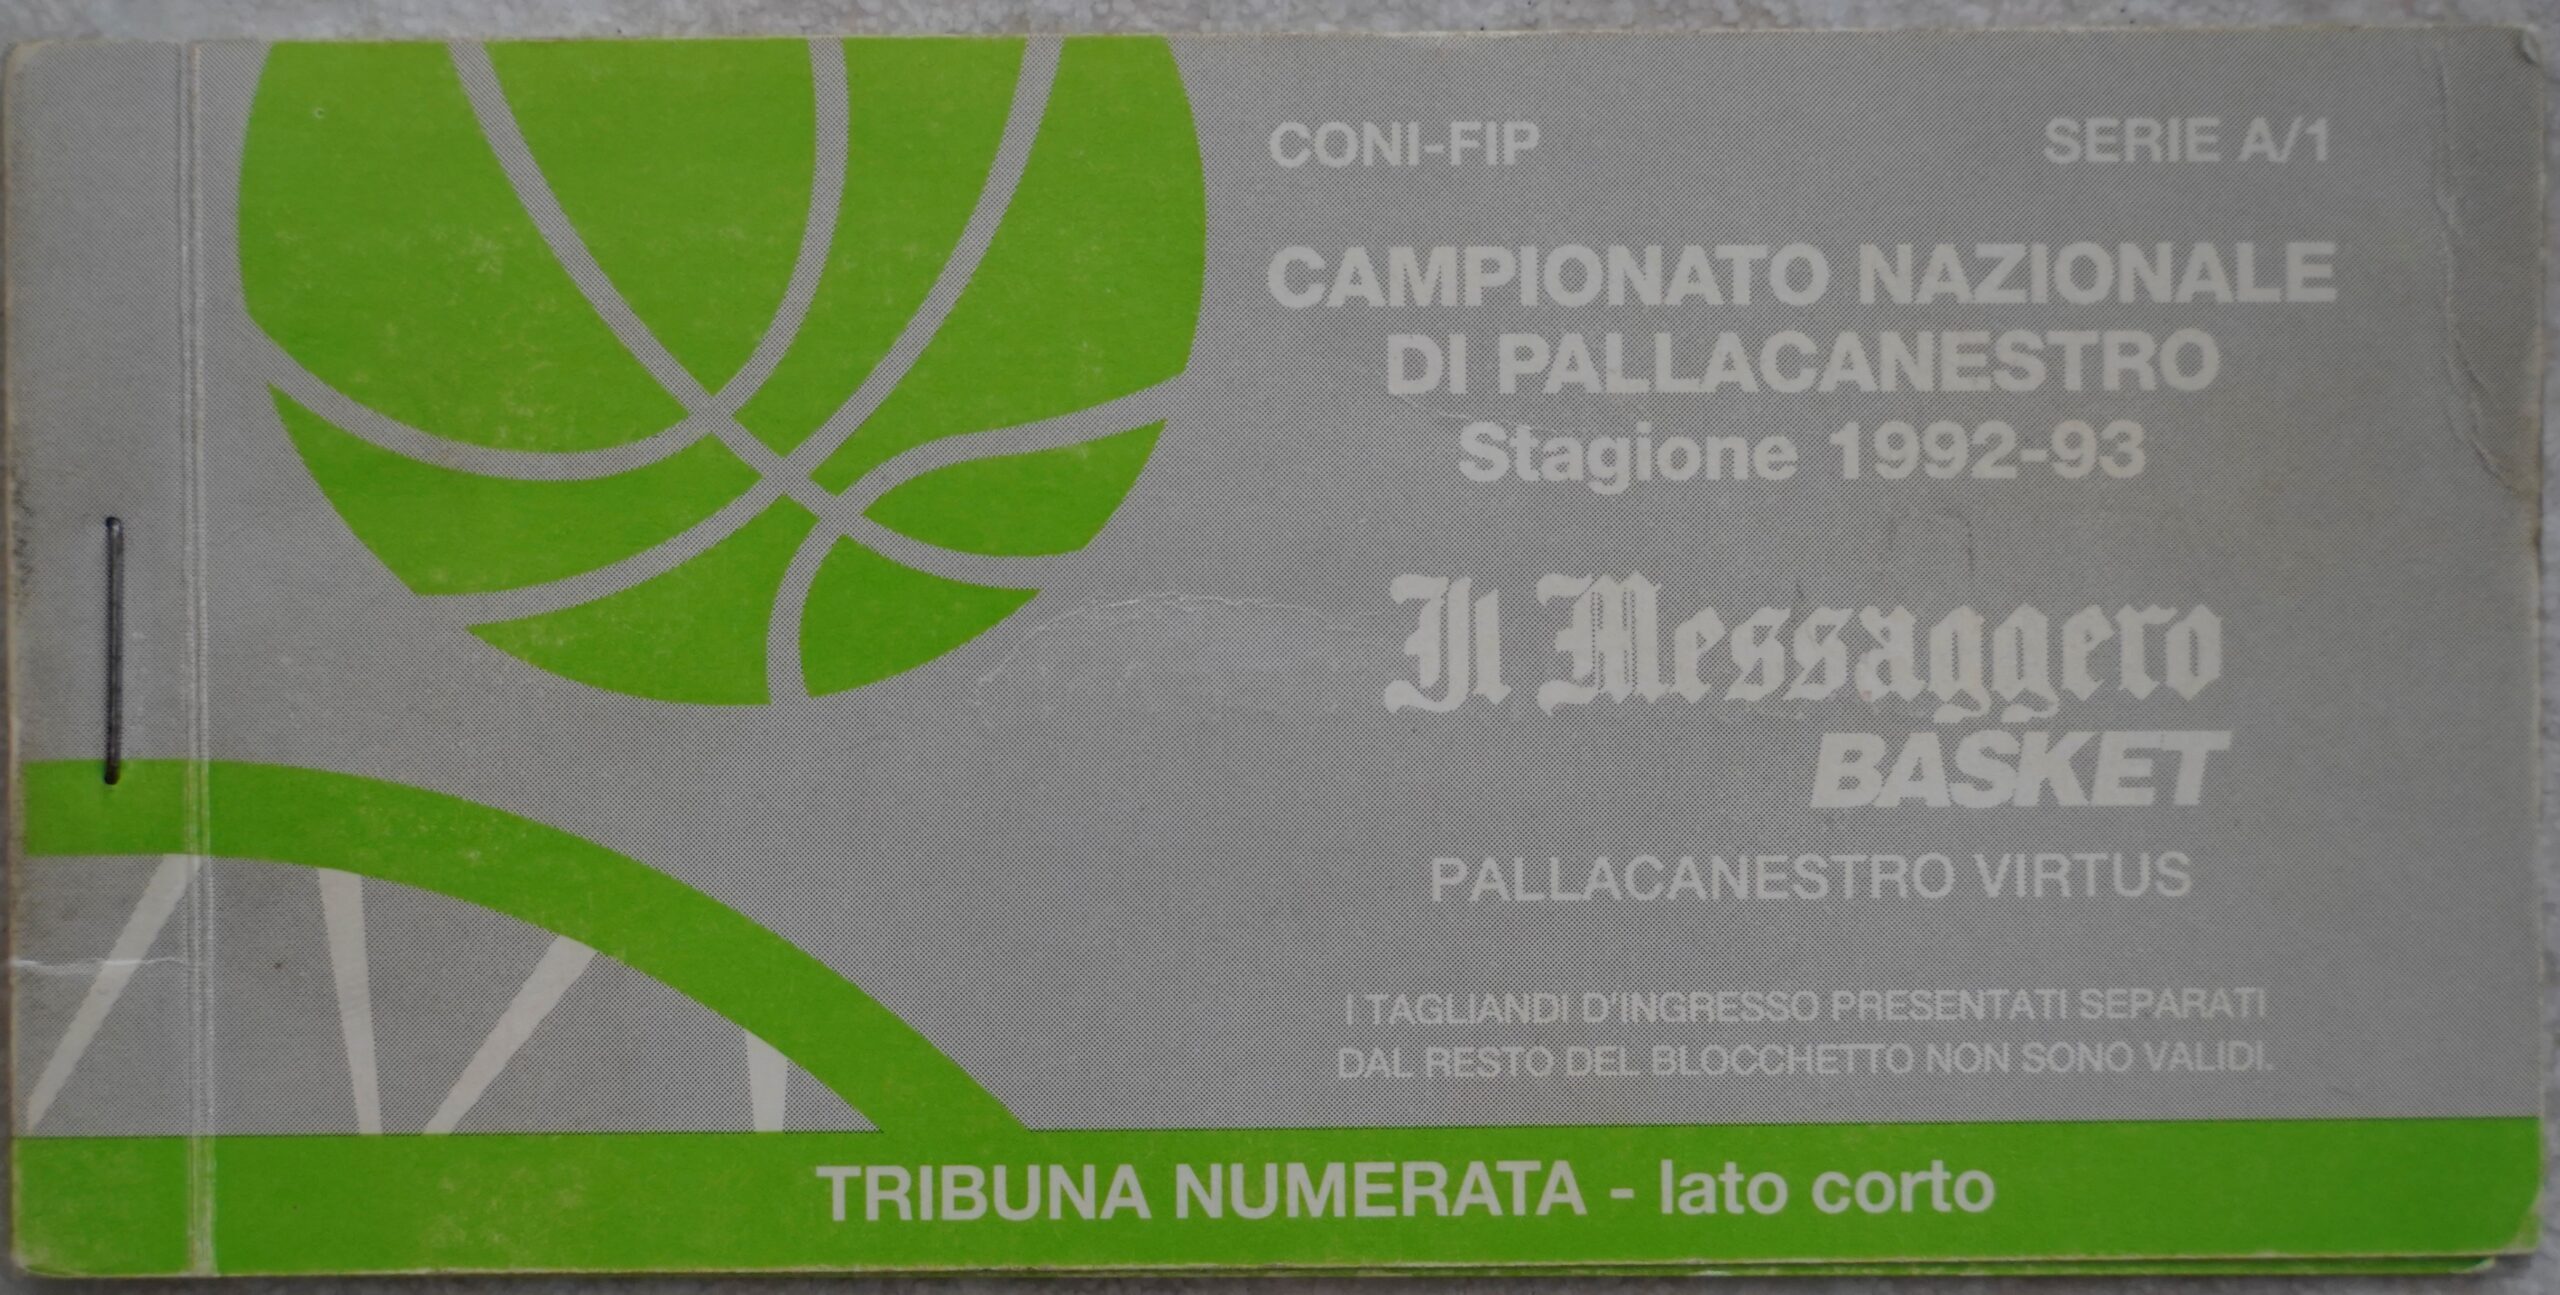 CONI-FIP SERIE A/1
CAMPIONATO NAZIONALE
DI PALLACANESTRO
Stagione 1992-93
Il Messaggero
BASKET
PALLACANESTRO VIRTUS
I TAGLIANDI D'INGRESSO PRESENTATI SEPARATI
DAL RESTO DEL BLOCCHETTO NON SONO VALIDI.
TRIBUNA NUMERATA - lato corto